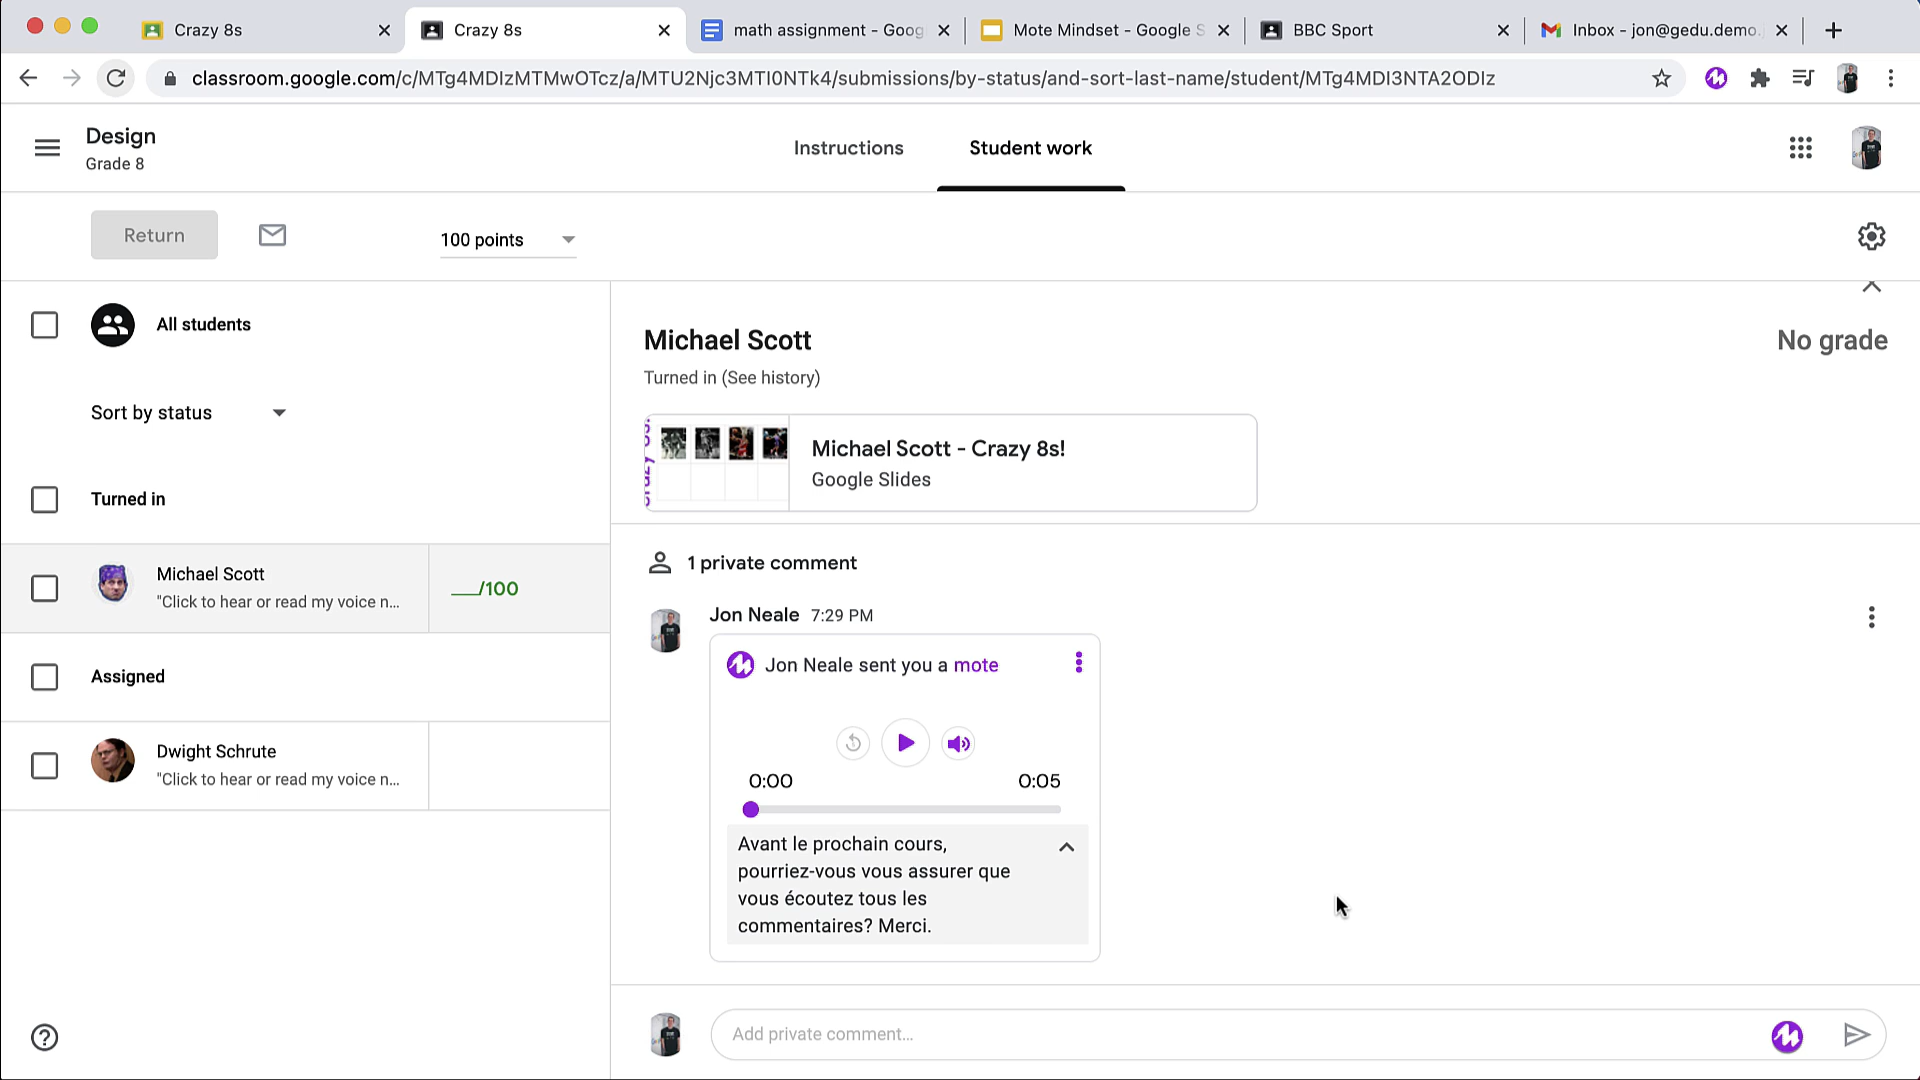 Crazy 8s
Crazy 8s
math assignment - Goog
Mote Mindset - Google S
BBC Sport
Inbox - jon@gedu.demo.
classroom.google.com/c/MTg4MDIzMTMwOTcz/a/MTU2Njc3MTI0NTk4/submissions/by-status/and-sort-last-name/student/MTg4MDI3NTA2ODIz
Design
Grade 8
Instructions
Student work
Return
100 points
All students
Sort by status
Turned in
Michael Scott
"Click to hear or read my voice n...
___/100
Assigned
Dwight Schrute
"Click to hear or read my voice n...
Michael Scott
No grade
Turned in (See history)
Crazy 8s!
Michael Scott - Crazy 8s!
Google Slides
1 private comment
Jon Neale 7:29 PM
Jon Neale sent you a mote
5
0:00
0:05
Avant le prochain cours,
pourriez-vous vous assurer que
vous écoutez tous les
commentaires? Merci.
Add private comment...